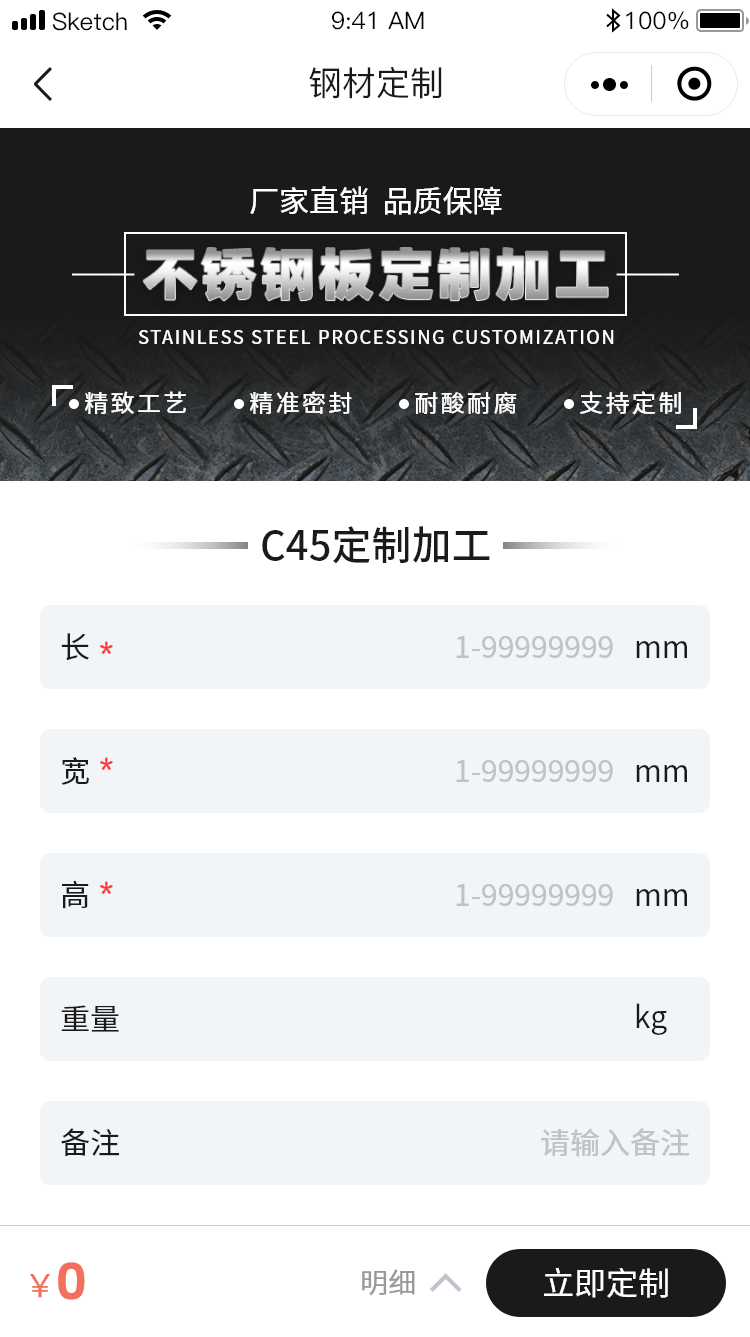 Sketch 9:41 AM 100%
钢材定制
厂家直销 品质保障
不锈钢板定制加工
STAINLESS STEEL PROCESSING CUSTOMIZATION
•精致工艺 •精准密封 •耐酸耐腐 •支持定制
C45定制加工
长 * 1-99999999 mm
宽 * 1-99999999 mm
高 * 1-99999999 mm
重量 kg
备注 请输入备注
¥0 明细 立即定制